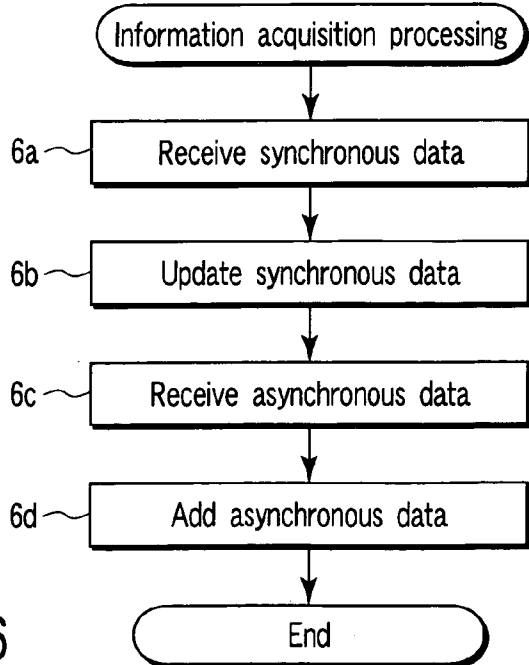 Information acquisition processing
6a Receive synchronous data
6b Update synchronous data
6c Receive asynchronous data
6d Add asynchronous data
6 End